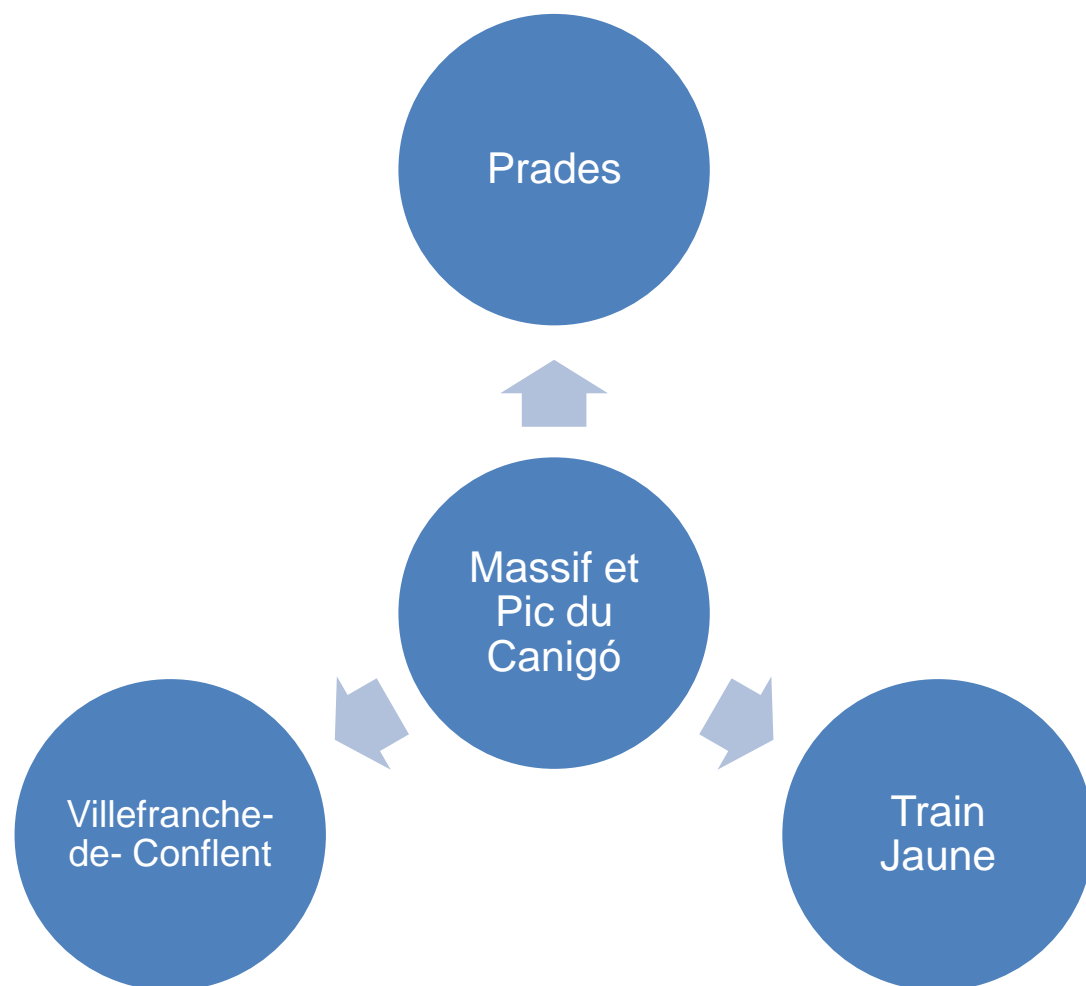 Prades
Massif et
Pic du
Canigó
Villefranche-
de- Conflent
Train
Jaune